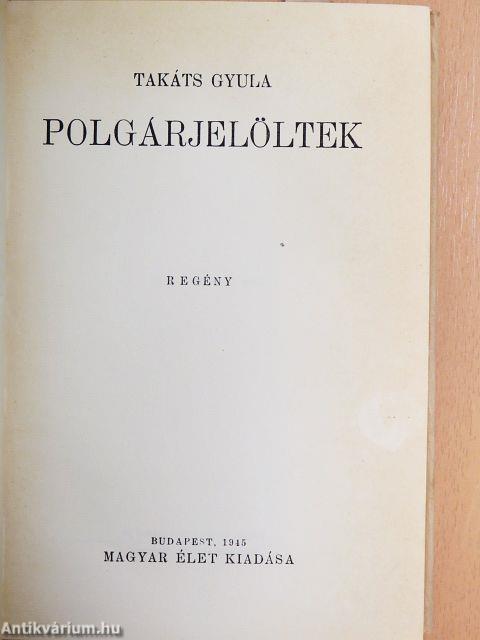 TAKÁTS GYULA
POLGÁRJELÖLTEK
REGÉNY
BUDAPEST, 1945
MAGYAR ÉLET KIADÁSA
Antikvárium.hu